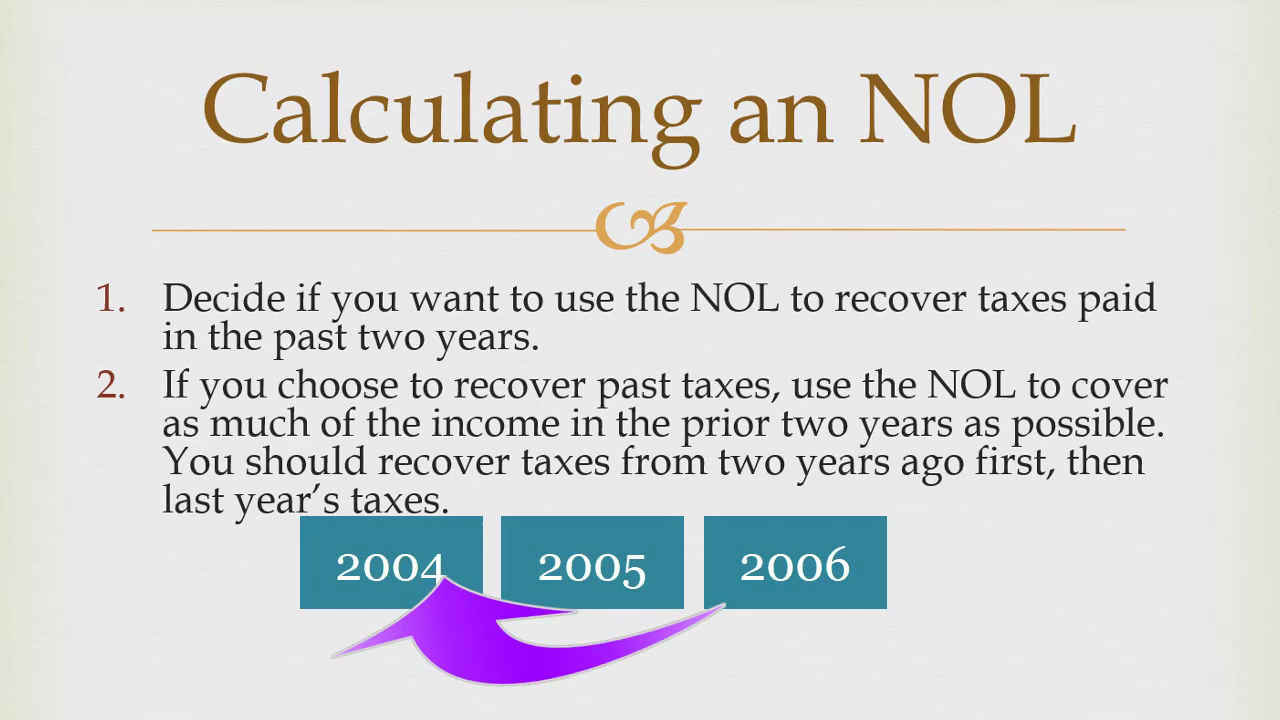 Calculating an NOL
1. Decide if you want to use the NOL to recover taxes paid
in the past two years.
2. If you choose to recover past taxes, use the NOL to cover
as much of the income in the prior two years as possible.
You should recover taxes from two years ago first, then
last year’s taxes.
2004 2005 2006